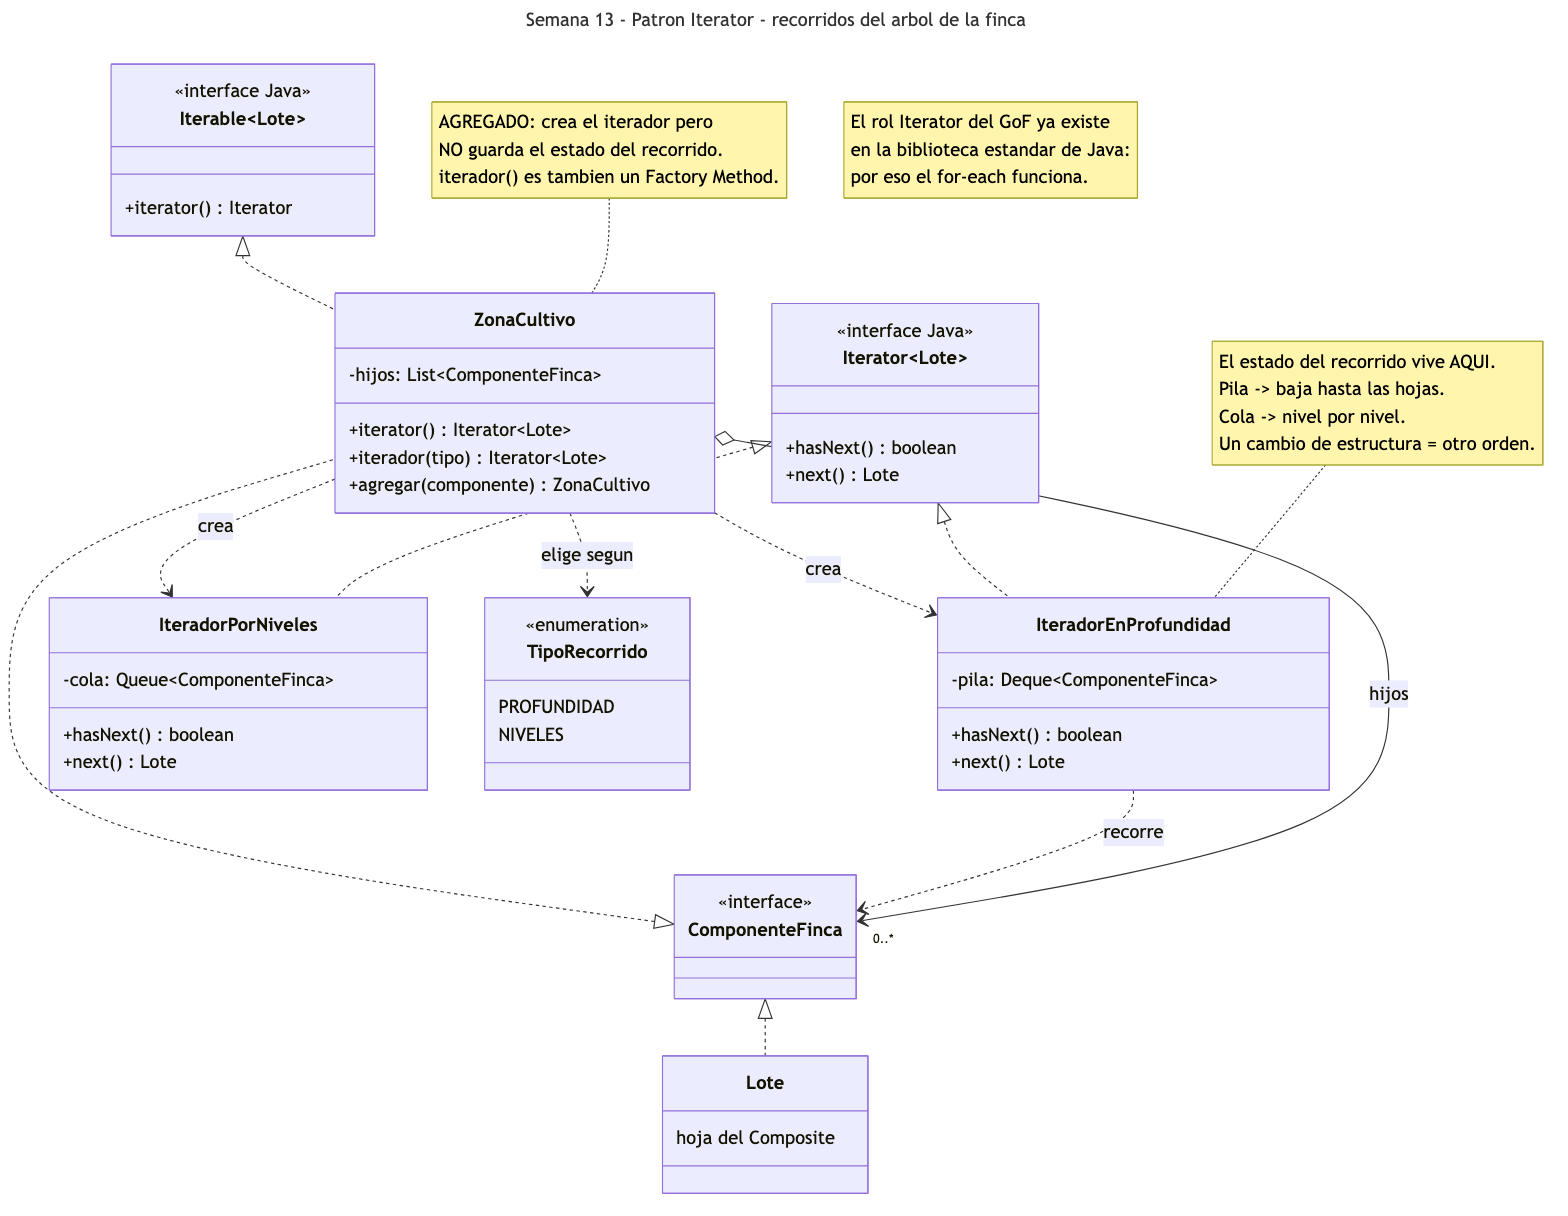 Semana 13 - Patron Iterator - recorridos del arbol de la finca
«interface Java»
Iterable<Lote>
+iterator() : Iterator
AGREGADO: crea el iterador pero
NO guarda el estado del recorrido.
iterador() es tambien un Factory Method.
El rol Iterator del GoF ya existe
en la biblioteca estandar de Java:
por eso el for-each funciona.
ZonaCultivo
-hijos: List<ComponenteFinca>
+iterator() : Iterator<Lote>
+iterador(tipo) : Iterator<Lote>
+agregar(componente) : ZonaCultivo
«interface Java»
Iterator<Lote>
+hasNext() : boolean
+next() : Lote
El estado del recorrido vive AQUI.
Pila -> baja hasta las hojas.
Cola -> nivel por nivel.
Un cambio de estructura = otro orden.
crea
elige segun
crea
IteradorPorNiveles
-cola: Queue<ComponenteFinca>
+hasNext() : boolean
+next() : Lote
«enumeration»
TipoRecorrido
PROFUNDIDAD
NIVELES
IteradorEnProfundidad
-pila: Deque<ComponenteFinca>
+hasNext() : boolean
+next() : Lote
hijos
recorre
«interface»
ComponenteFinca
0..*
Lote
hoja del Composite